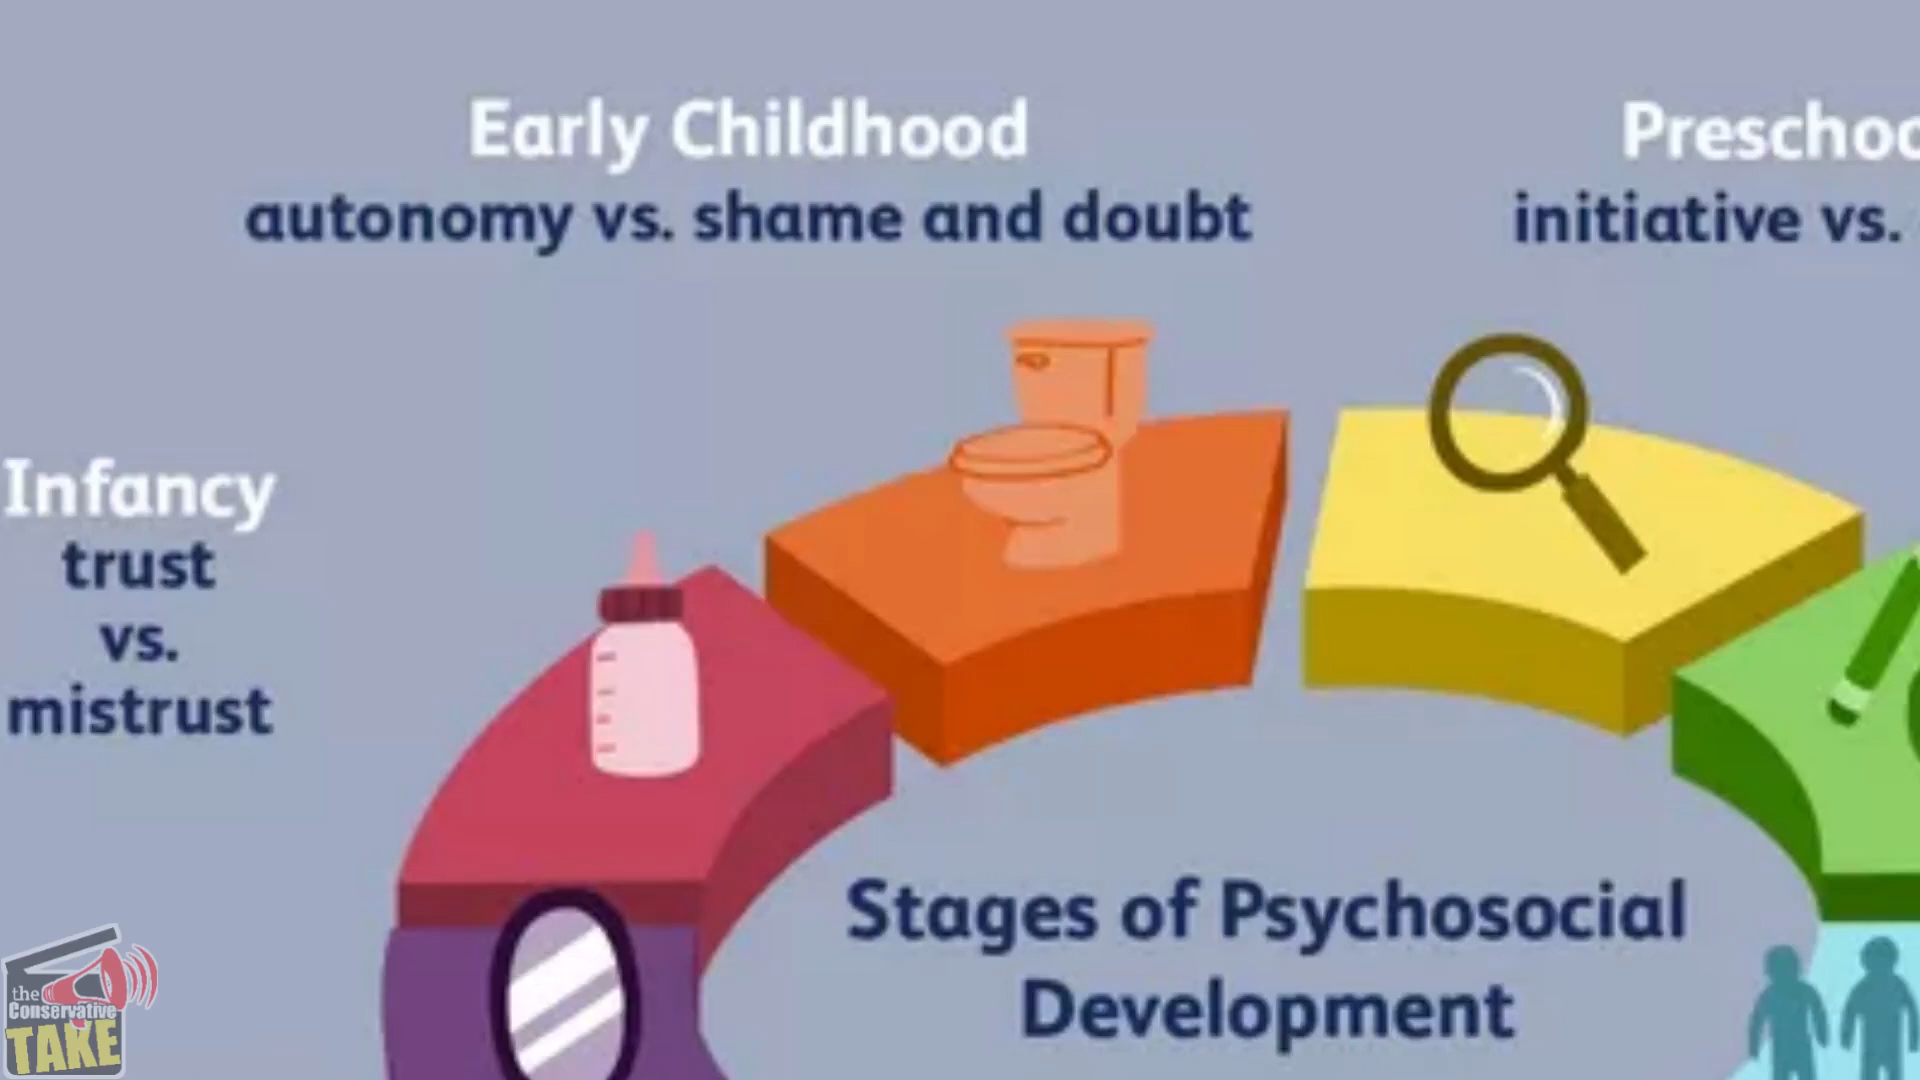 Early Childhood
autonomy vs. shame and doubt
initiative vs.
Infancy
trust
vs.
mistrust
Stages of Psychosocial
Development
the
Conservative
TAKE